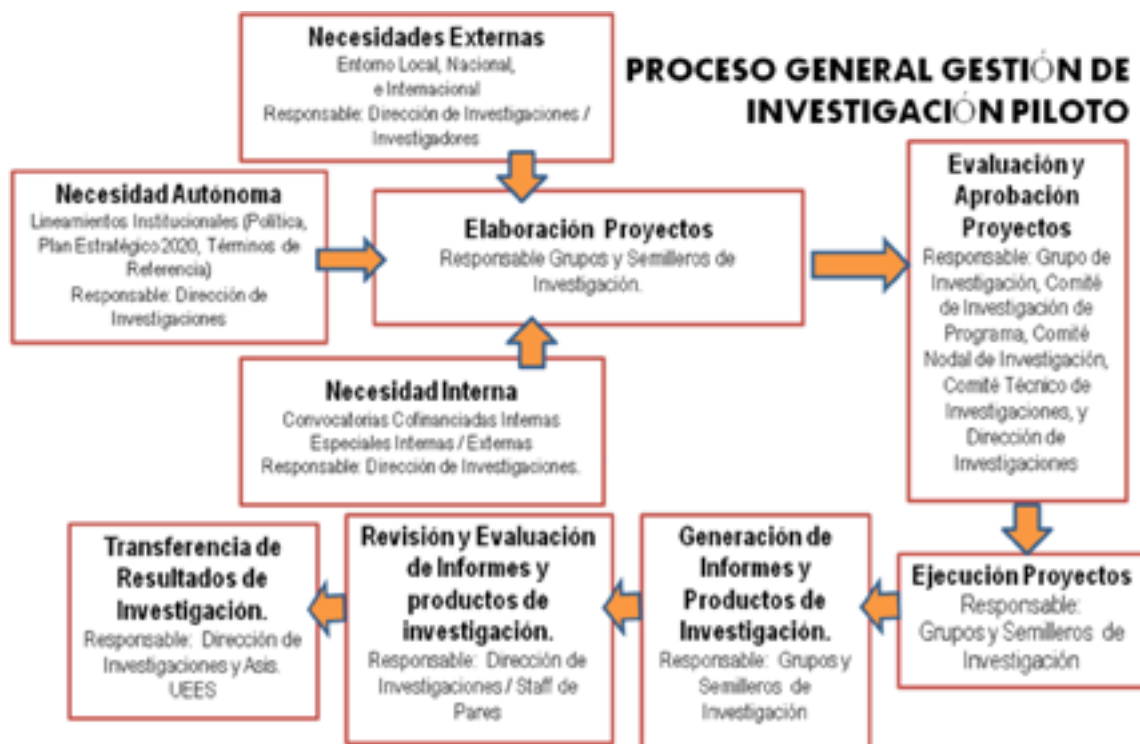 PROCESO GENERAL GESTIÓN DE
INVESTIGACIÓN PILOTO
Necesidades Externas
Entorno Local, Nacional,
e Internacional
Responsable: Dirección de Investigaciones /
Investigadores
Necesidad Autónoma
Lineamientos Institucionales (Política,
Plan Estratégico 2020, Términos de
Referencia)
Responsable: Dirección de
Investigaciones
Elaboración Proyectos
Responsable Grupos y Semilleros de
Investigación.
Necesidad Interna
Convocatorias Cofinanciadas Internas
Especiales Internas / Externas
Responsable: Dirección de Investigaciones.
Evaluación y
Aprobación
Proyectos
Responsable: Grupo de
Investigación, Comité
de Investigación de
Programa, Comité
Nodal de Investigación,
Comité Técnico de
Investigaciones, y
Dirección de
Investigaciones
Ejecución Proyectos
Responsable:
Grupos y Semilleros de
Investigación
Generación de
Informes y
Productos de
Investigación.
Responsable: Grupos y
Semilleros de
Investigación
Revisión y Evaluación
de Informes y
productos de
investigación.
Responsable: Dirección de
Investigaciones / Staff de
Pares
Transferencia de
Resultados de
Investigación.
Responsable: Dirección de
Investigaciones y Asis.
UEES